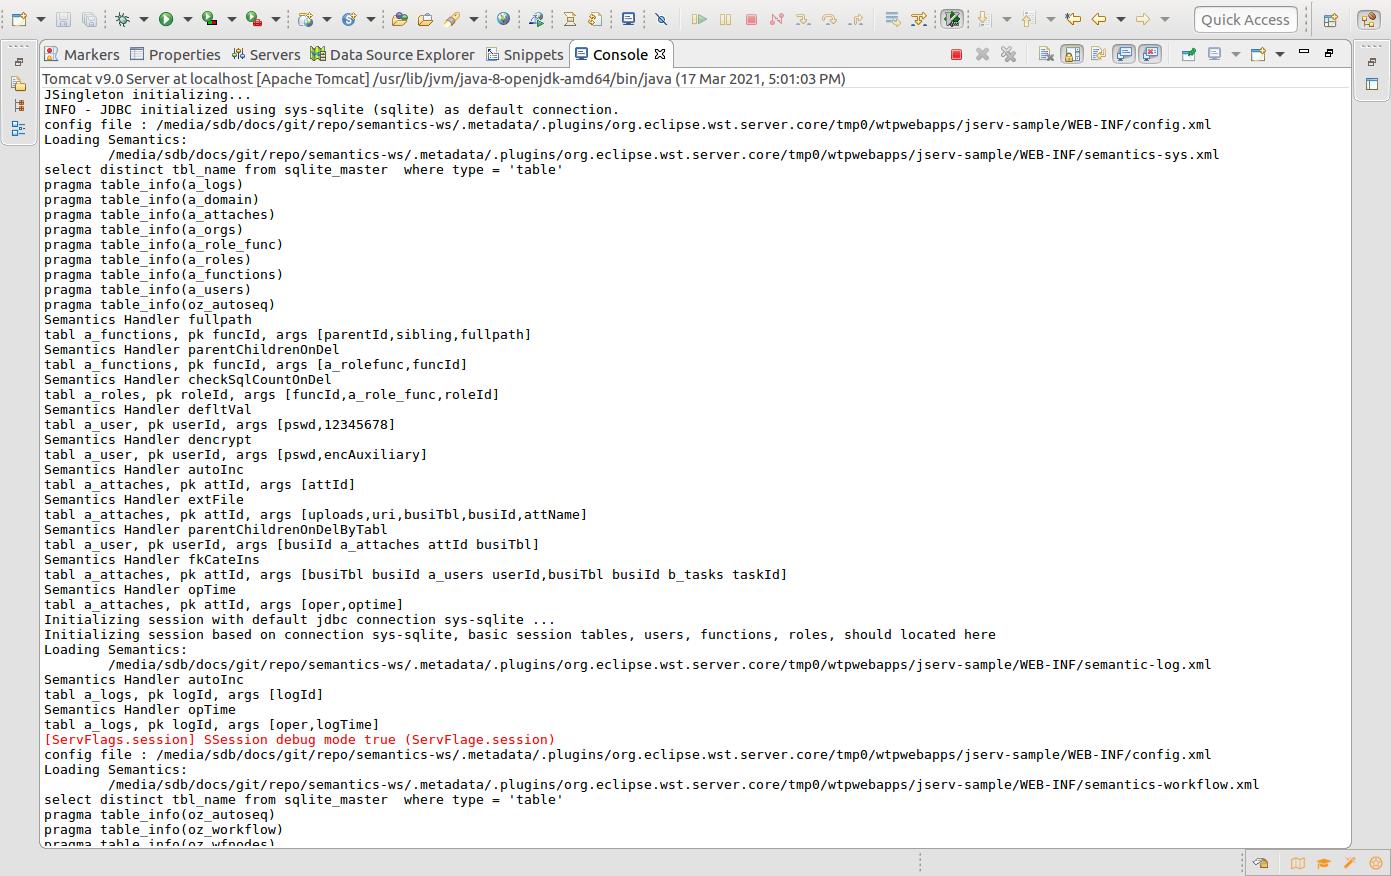 Quick Access
Markers Properties Servers Data Source Explorer Snippets Console
Tomcat v9.0 Server at localhost [Apache Tomcat] /usr/lib/jvm/java-8-openjdk-amd64/bin/java (17 Mar 2021, 5:01:03 PM)
JSingleton initializing...
INFO - JDBC initialized using sys-sqlite (sqlite) as default connection.
config file : /media/sdb/docs/git/repo/semantics-ws/.metadata/.plugins/org.eclipse.wst.server.core/tmp0/wtpwebapps/jserv-sample/WEB-INF/config.xml
Loading Semantics:
/media/sdb/docs/git/repo/semantics-ws/.metadata/.plugins/org.eclipse.wst.server.core/tmp0/wtpwebapps/jserv-sample/WEB-INF/semantics-sys.xml
select distinct tbl_name from sqlite_master  where type = 'table'
pragma table_info(a_logs)
pragma table_info(a_domain)
pragma table_info(a_attaches)
pragma table_info(a_orgs)
pragma table_info(a_role_func)
pragma table_info(a_roles)
pragma table_info(a_functions)
pragma table_info(a_users)
pragma table_info(oz_autoseq)
Semantics Handler fullpath
tabl a_functions, pk funcId, args [parentId,sibling,fullpath]
Semantics Handler parentChildrenOnDel
tabl a_functions, pk funcId, args [a_rolefunc,funcId]
Semantics Handler checkSqlCountOnDel
tabl a_roles, pk roleId, args [funcId,a_role_func,roleId]
Semantics Handler defltVal
tabl a_user, pk userId, args [pswd,12345678]
Semantics Handler dencrypt
tabl a_user, pk userId, args [pswd,encAuxiliary]
Semantics Handler autoInc
tabl a_attaches, pk attId, args [attId]
Semantics Handler extFile
tabl a_attaches, pk attId, args [uploads,uri,busiTbl,busiId,attName]
Semantics Handler parentChildrenOnDelByTabl
tabl a_user, pk userId, args [busiId a_attaches attId busiTbl]
Semantics Handler fkCateIns
tabl a_attaches, pk attId, args [busiTbl busiId a_users userId,busiTbl busiId b_tasks taskId]
Semantics Handler opTime
tabl a_attaches, pk attId, args [oper,optime]
Initializing session with default jdbc connection sys-sqlite ...
Initializing session based on connection sys-sqlite, basic session tables, users, functions, roles, should located here
Loading Semantics:
/media/sdb/docs/git/repo/semantics-ws/.metadata/.plugins/org.eclipse.wst.server.core/tmp0/wtpwebapps/jserv-sample/WEB-INF/semantic-log.xml
Semantics Handler autoInc
tabl a_logs, pk logId, args [logId]
Semantics Handler opTime
tabl a_logs, pk logId, args [oper,logTime]
[ServFlags.session] SSession debug mode true (ServFlage.session)
config file : /media/sdb/docs/git/repo/semantics-ws/.metadata/.plugins/org.eclipse.wst.server.core/tmp0/wtpwebapps/jserv-sample/WEB-INF/config.xml
Loading Semantics:
/media/sdb/docs/git/repo/semantics-ws/.metadata/.plugins/org.eclipse.wst.server.core/tmp0/wtpwebapps/jserv-sample/WEB-INF/semantics-workflow.xml
select distinct tbl_name from sqlite_master  where type = 'table'
pragma table_info(oz_autoseq)
pragma table_info(oz_workflow)
pragma table_info(oz_wfnodes)